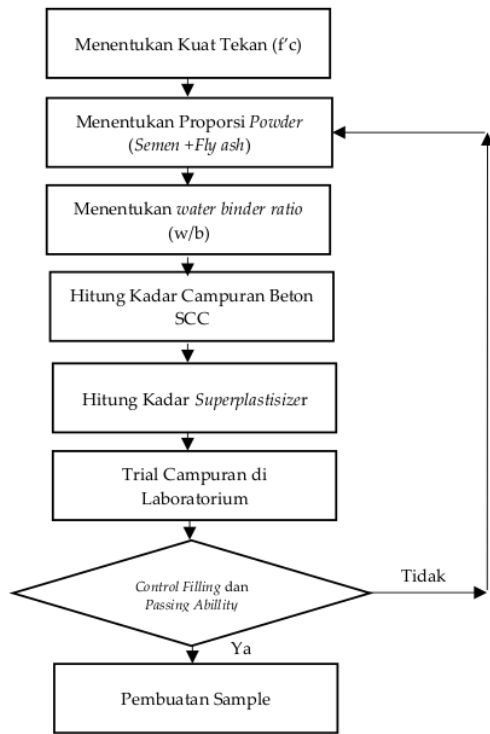 Menentukan Kuat Tekan (f'c)
Menentukan Proporsi Powder
(Semen +Fly ash)
Menentukan water binder ratio
(w/b)
Hitung Kadar Campuran Beton
SCC
Hitung Kadar Superplastisizer
Trial Campuran di
Laboratorium
Control Filling dan
Passing Abillity
Tidak
Ya
Pembuatan Sample